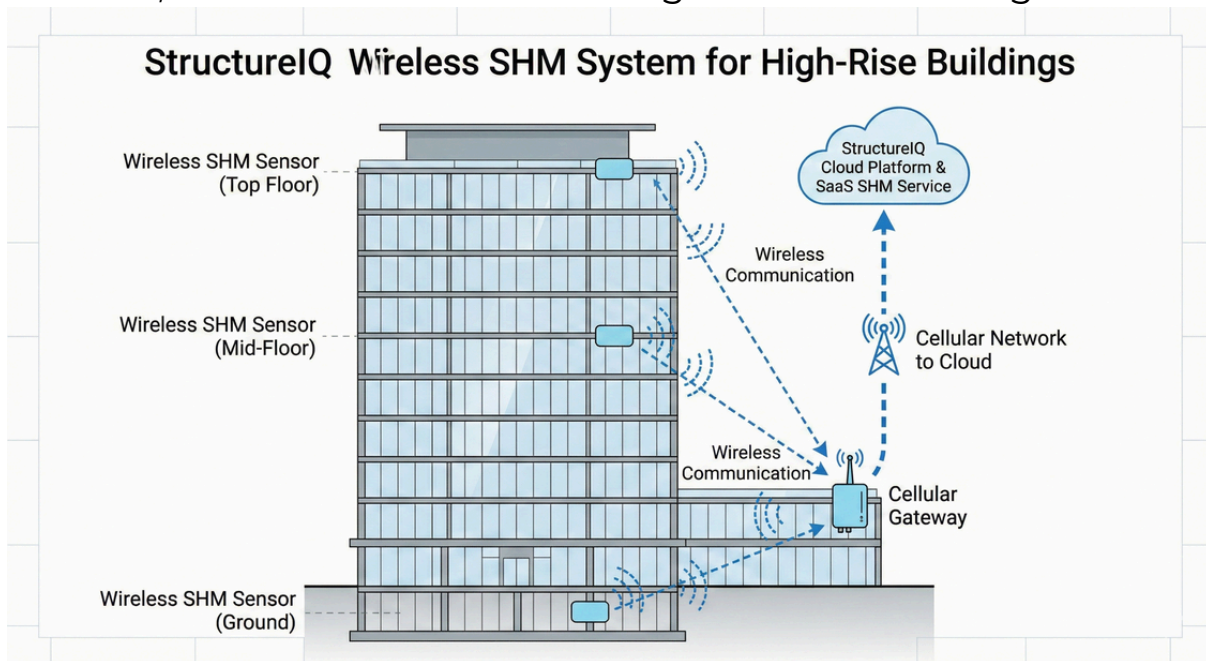 StructureIQ Wireless SHM System for High-Rise Buildings
Wireless SHM Sensor
(Top Floor)
StructureIQ
Cloud Platform &
SaaS SHM Service
Wireless
Communication
Wireless SHM Sensor
(Mid-Floor)
Cellular Network
to Cloud
Wireless
Communication
Cellular
Gateway
Wireless SHM Sensor
(Ground)